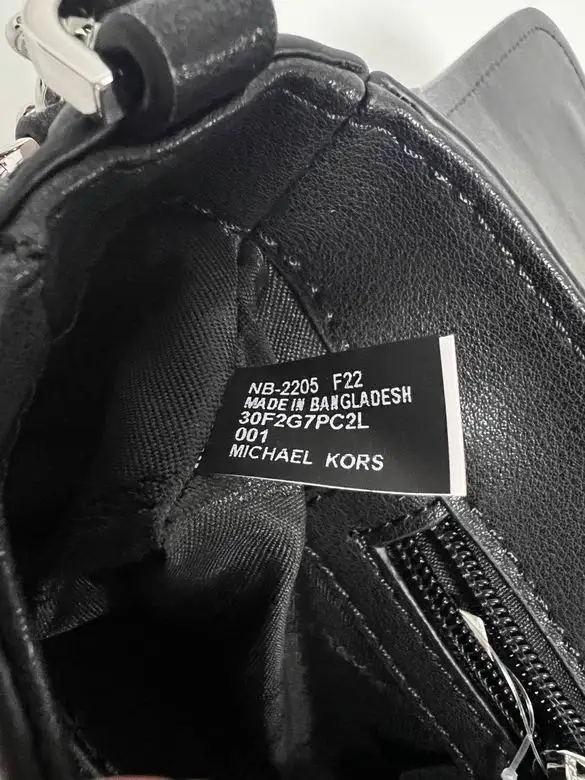 NB-2205 F22
MADE IN BANGLADESH
30F2G7PC2L
001
MICHAEL KORS